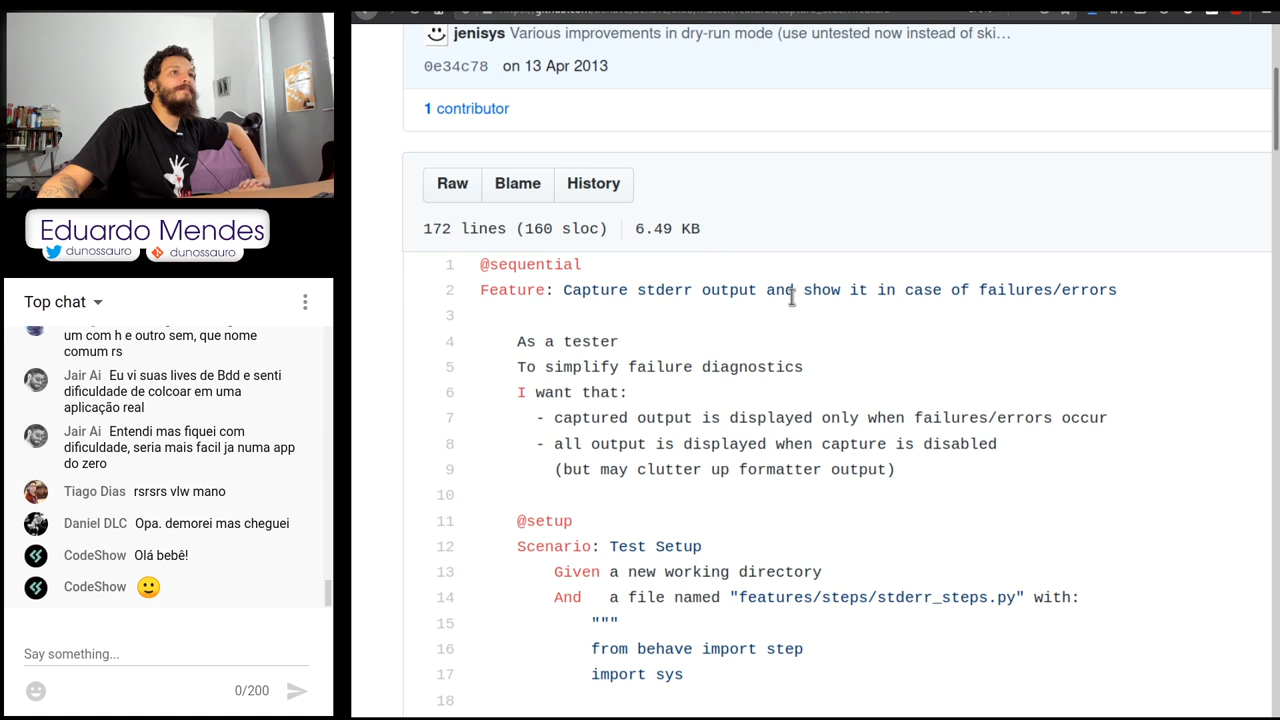 jenisys Various improvements in dry-run mode (use untested now instead of ski…
0e34c78 on 13 Apr 2013
1 contributor
Raw Blame History
172 lines (160 sloc) 6.49 KB
1 @sequential
2 Feature: Capture stderr output and show it in case of failures/errors
3
4 As a tester
5 To simplify failure diagnostics
6 I want that:
7 - captured output is displayed only when failures/errors occur
8 - all output is displayed when capture is disabled
9 (but may clutter up formatter output)
10
11 @setup
12 Scenario: Test Setup
13 Given a new working directory
14 And a file named "features/steps/stderr_steps.py" with:
15 """
16 from behave import step
17 import sys
18
Eduardo Mendes
dunossauro dunossauro
Top chat
um com h e outro sem, que nome
comum rs
Jair Ai Eu vi suas lives de Bdd e senti
dificuldade de colcoar em uma
aplicação real
Jair Ai Entendi mas fiquei com
dificuldade, seria mais facil ja numa app
do zero
Tiago Dias rsrsrs vlw mano
Daniel DLC Opa. demorei mas cheguei
CodeShow Olá bebê!
CodeShow 🙂
Say something...
0/200